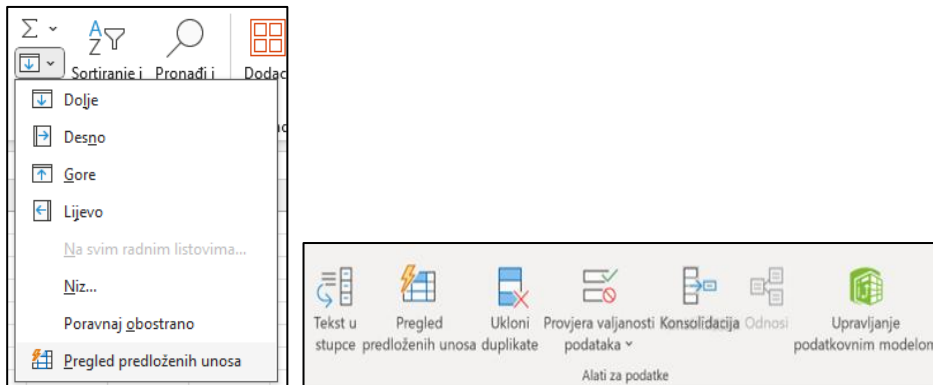 Σ
A
Z
Sortiranje i Pronađi i Dodac
Dolje
Desno
Gore
Lijevo
Na svim radnim listovima...
Niz...
Poravnaj obostrano
Pregled predloženih unosa
Tekst u Pregled Ukloni Provjera valjanosti Konsolidacija Odnosi Upravljanje
stupce predloženih unosa duplikate podataka podatkovnim modelom
Alati za podatke